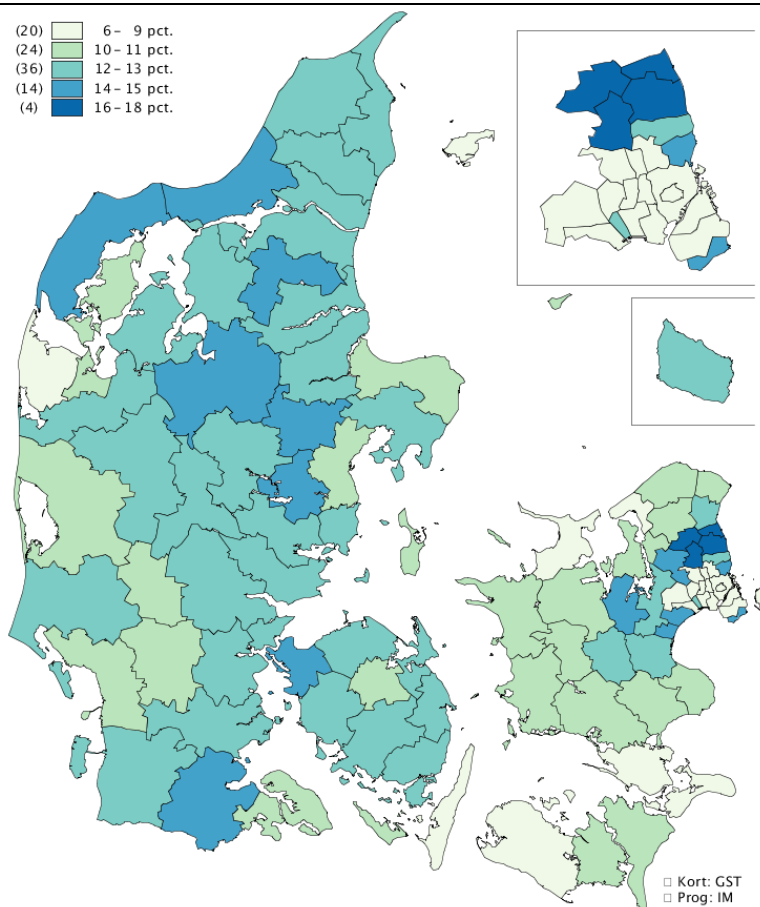 (20) 6 – 9 pct.
(24) 10 – 11 pct.
(36) 12 – 13 pct.
(14) 14 – 15 pct.
(4) 16 – 18 pct.
□ Kort: GST
□ Prog: IM